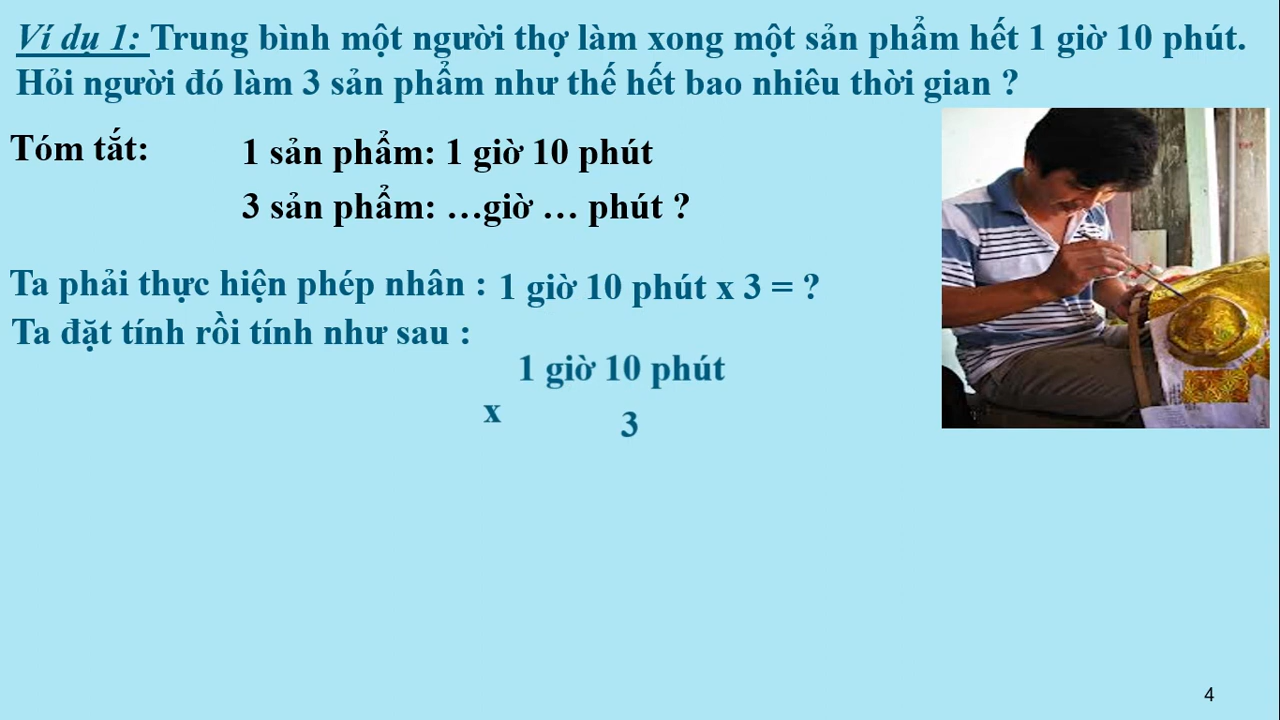 Ví dụ 1: Trung bình một người thợ làm xong một sản phẩm hết 1 giờ 10 phút.
Hỏi người đó làm 3 sản phẩm như thế hết bao nhiêu thời gian ?
Tóm tắt:
1 sản phẩm: 1 giờ 10 phút
3 sản phẩm: …giờ … phút ?
Ta phải thực hiện phép nhân : 1 giờ 10 phút x 3 = ?
Ta đặt tính rồi tính như sau :
1 giờ 10 phút
x
3
4